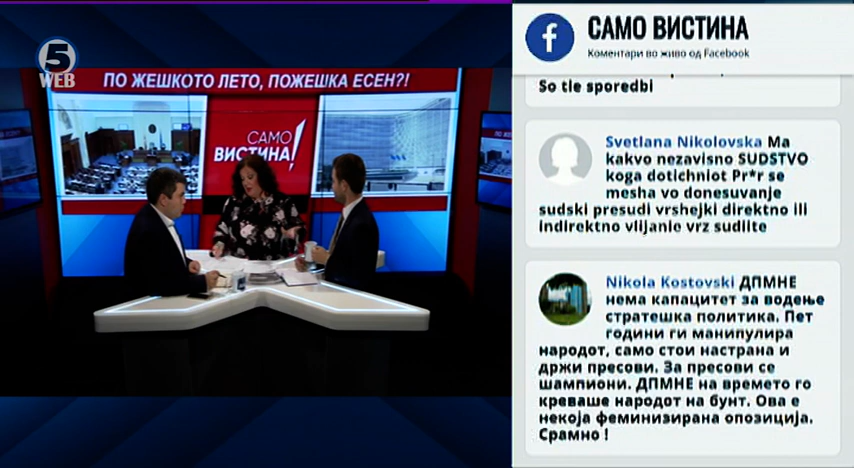 5
WEB
ПО ЖЕШКОТО ЛЕТО, ПОЖЕШКА ЕСЕН?!
САМО
ВИСТИНА!
f
САМО ВИСТИНА
Коментари во живо од Facebook
So tie sporedbi
Svetlana Nikolovska Ma
kakvo nezavisno SUDSTVO
koga dotichniot Pr*r se
mesha vo donesuvanje
sudski presudi vrshejki direktno ili
indirektno vlijanie vrz sudiite
Nikola Kostovski ДПМНЕ
нема капацитет за водење
стратешка политика. Пет
години ги манипулира
народот, само стои настрана и
држи пресови. За пресови се
шампиони. ДПМНЕ на времето го
креваше народот на бунт. Ова е
некоја феминизирана опозиција.
Срамно !